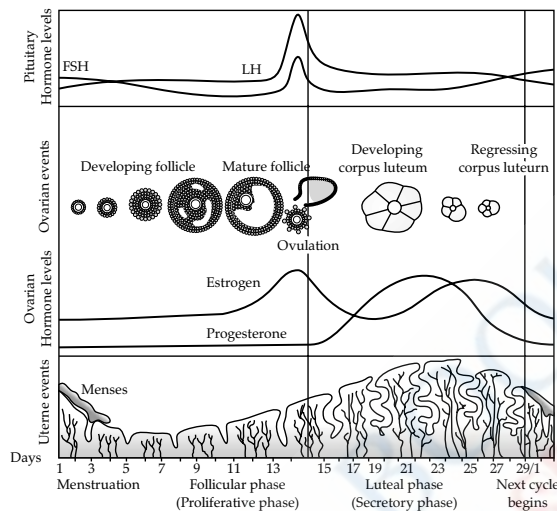 Pituitary
Hormone levels
FSH
LH
Ovarian events
Developing follicle
Mature follicle
Developing
corpus luteum
Regressing
corpus luteurn
Ovulation
Ovarian
Hormone levels
Estrogen
Progesterone
Uterne events
Menses
Days
1 3 5 7 9 11 13 15 17 19 21 23 25 27 29/1
Menstruation
Follicular phase
(Proliferative phase)
Luteal phase
(Secretory phase)
Next cycle
begins